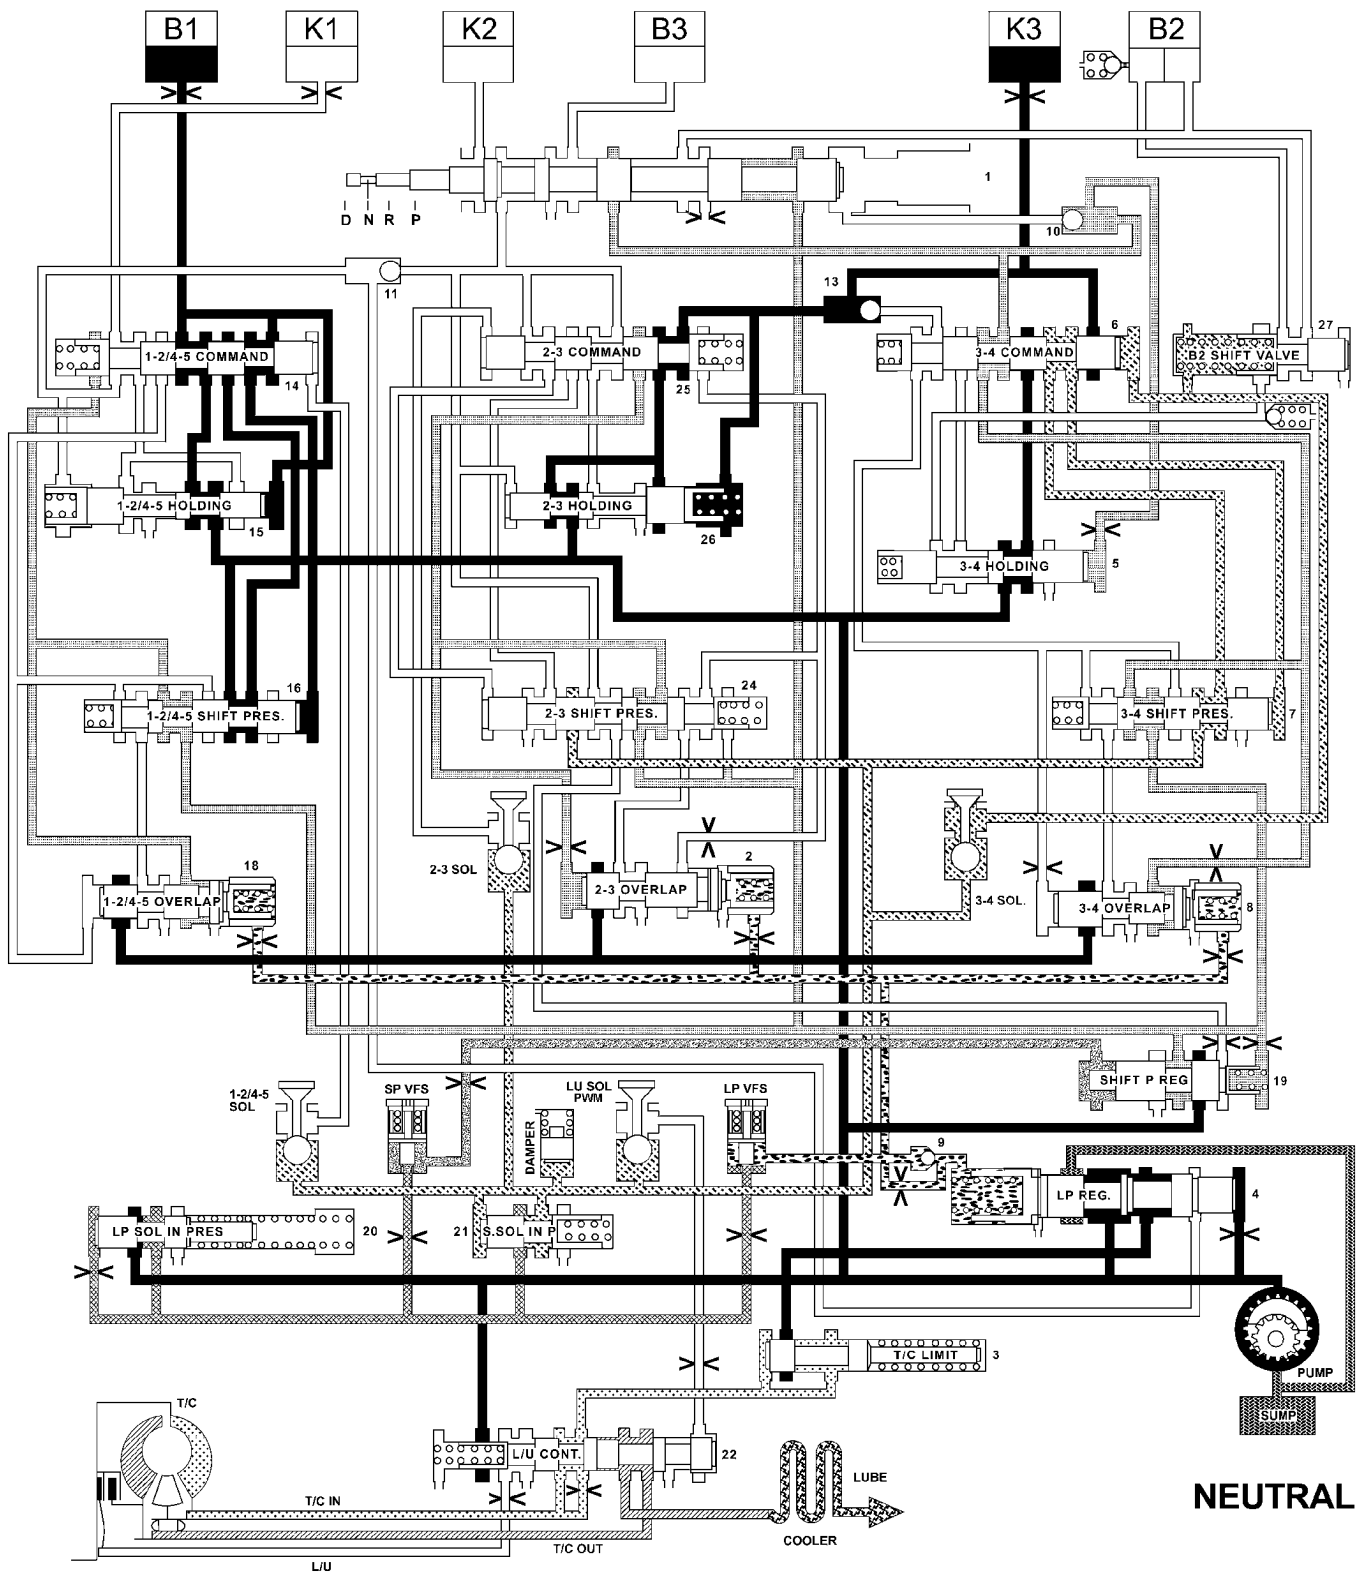 B1 K1 K2 B3 K3 B2
1
D N R P
10
11
13
6
27
1-2/4-5 COMMAND
2-3 COMMAND
3-4 COMMAND
B2 SHIFT VALVE
14
25
1-2/4-5 HOLDING
2-3 HOLDING
15
26
3-4 HOLDING
5
16
24
1-2/4-5 SHIFT PRES.
2-3 SHIFT PRES.
3-4 SHIFT PRES.
7
18
2
2-3 SOL
3-4 SOL.
1-2/4-5 OVERLAP
2-3 OVERLAP
3-4 OVERLAP
8
SHIFT P REG
19
1-2/4-5
SOL
SP VFS
LU SOL
PWM
LP VFS
DAMPER
9
LP REG.
4
LP SOL IN PRES
20
21
S.SOL IN P
T/C LIMIT
3
PUMP
SUMP
T/C
L/U CONT.
22
T/C IN
LUBE
COOLER
T/C OUT
L/U
NEUTRAL